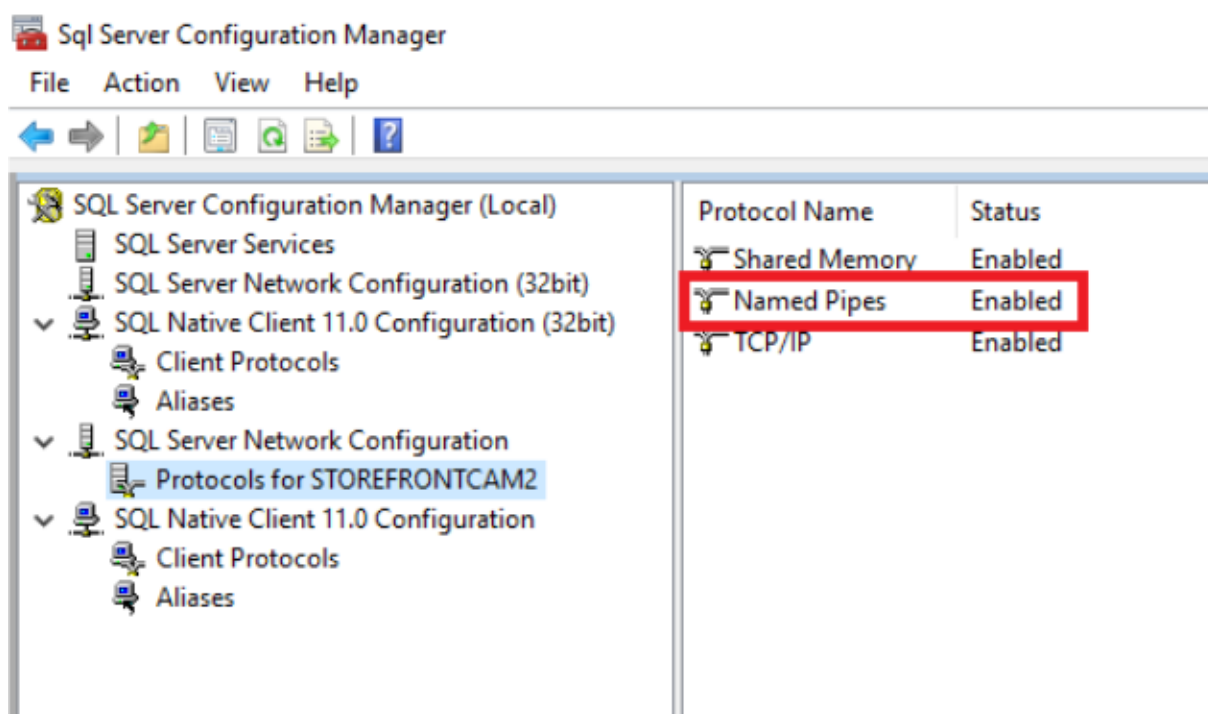 Sql Server Configuration Manager
File Action View Help
SQL Server Configuration Manager (Local)
SQL Server Services
SQL Server Network Configuration (32bit)
SQL Native Client 11.0 Configuration (32bit)
Client Protocols
Aliases
SQL Server Network Configuration
Protocols for STOREFRONTCAM2
SQL Native Client 11.0 Configuration
Client Protocols
Aliases
Protocol Name Status
Shared Memory Enabled
Named Pipes Enabled
TCP/IP Enabled